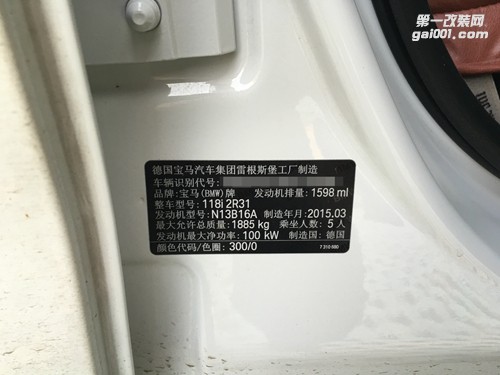 第一改装网
gai001.com
德国宝马汽车集团雷根斯堡工厂制造
车辆识别代号:
品牌:宝马(BMW)牌 发动机排量:1598 ml
整车型号:118i 2R31
发动机型号:N13B16A 制造年月:2015.03
最大允许总质量:1885 kg 乘坐人数:5 人
发动机最大净功率:100 kW 制造国:德国
颜色代码/色圈:300/0
7 310 680